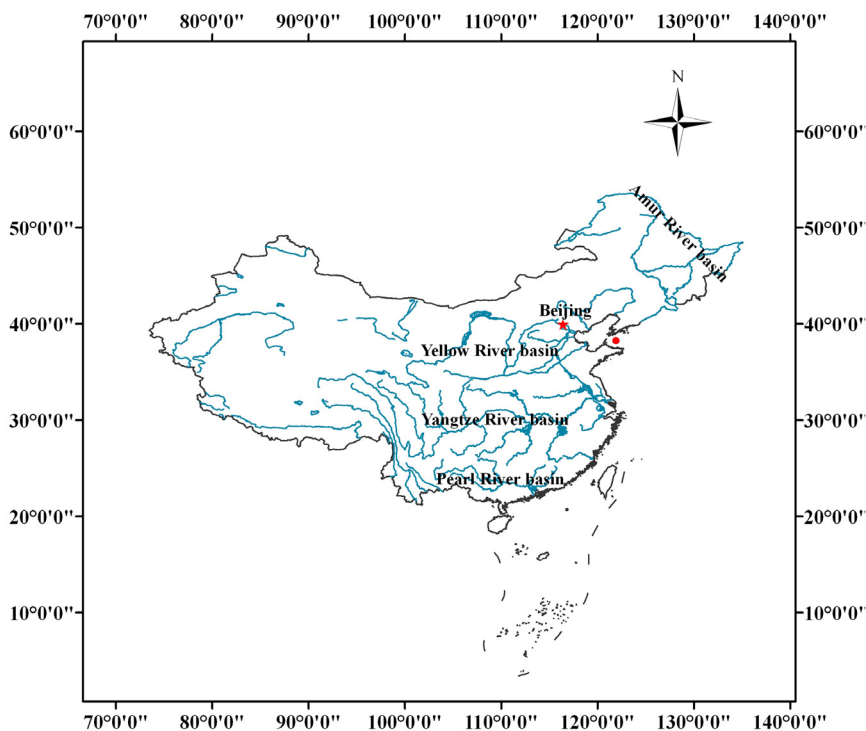 70°0'0" 80°0'0" 90°0'0" 100°0'0" 110°0'0" 120°0'0" 130°0'0" 140°0'0"
N
60°0'0" 60°0'0"
Amur River basin
50°0'0" 50°0'0"
Beijing
40°0'0" 40°0'0"
Yellow River basin
30°0'0" 30°0'0"
Yangtze River basin
Pearl River basin
20°0'0" 20°0'0"
10°0'0" 10°0'0"
70°0'0" 80°0'0" 90°0'0" 100°0'0" 110°0'0" 120°0'0" 130°0'0" 140°0'0"